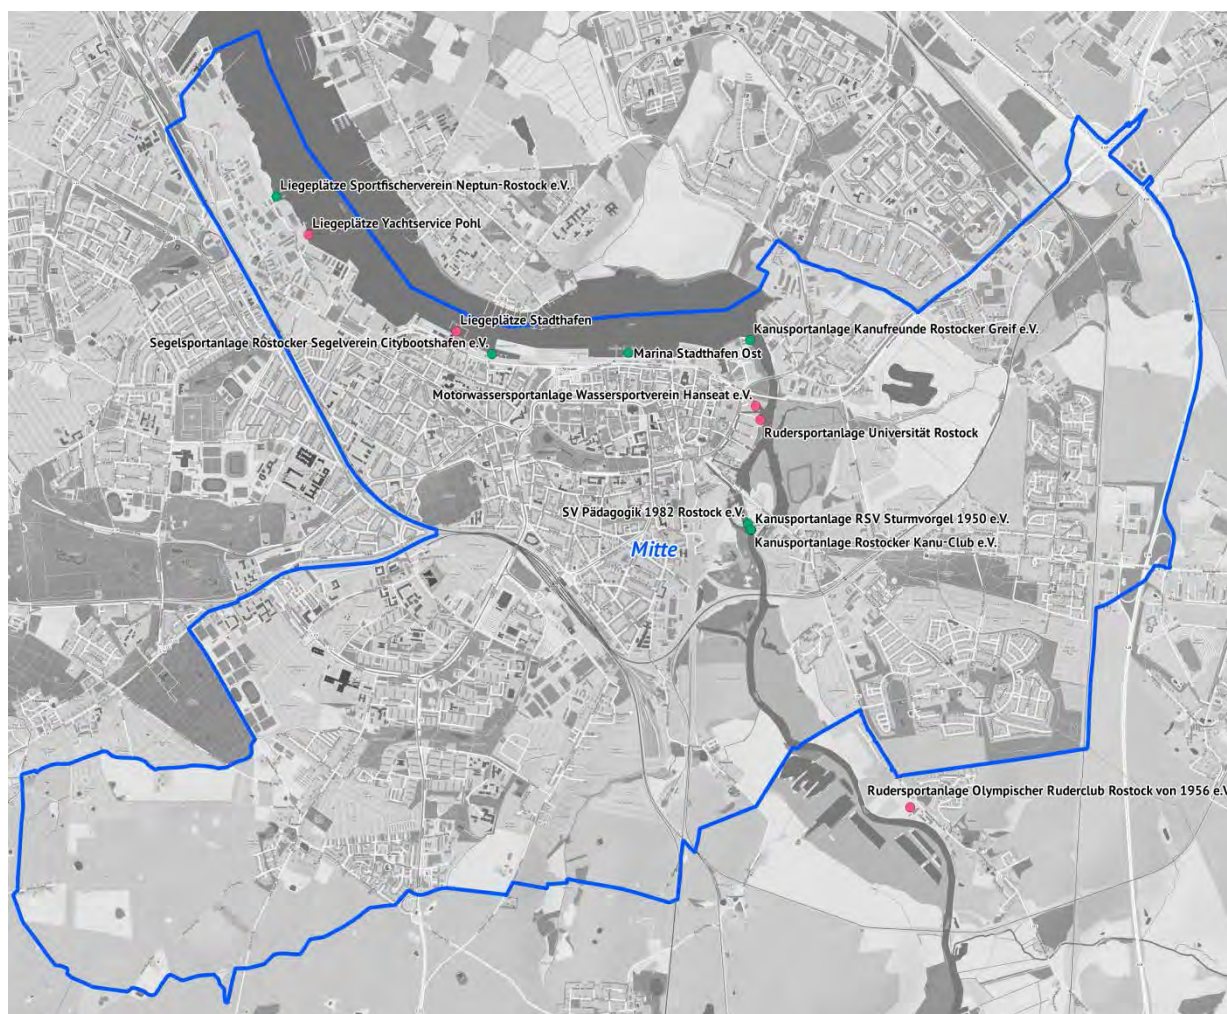 Liegeplätze Sportfischerverein Neptun-Rostock e.V.
Liegeplätze Yachtservice Pohl
Liegeplätze Stadthafen
Kanusportanlage Kanufreunde Rostocker Greif e.V.
Segelsportanlage Rostocker Segelverein Citybootshafen e.V.
Marina Stadthafen Ost
Motorwassersportanlage Wassersportverein Hanseat e.V.
Rudersportanlage Universität Rostock
SV Pädagogik 1982 Rostock e.V.
Kanusportanlage RSV Sturmvorgel 1950 e.V.
Kanusportanlage Rostocker Kanu-Club e.V.
Mitte
Rudersportanlage Olympischer Ruderclub Rostock von 1956 e.V